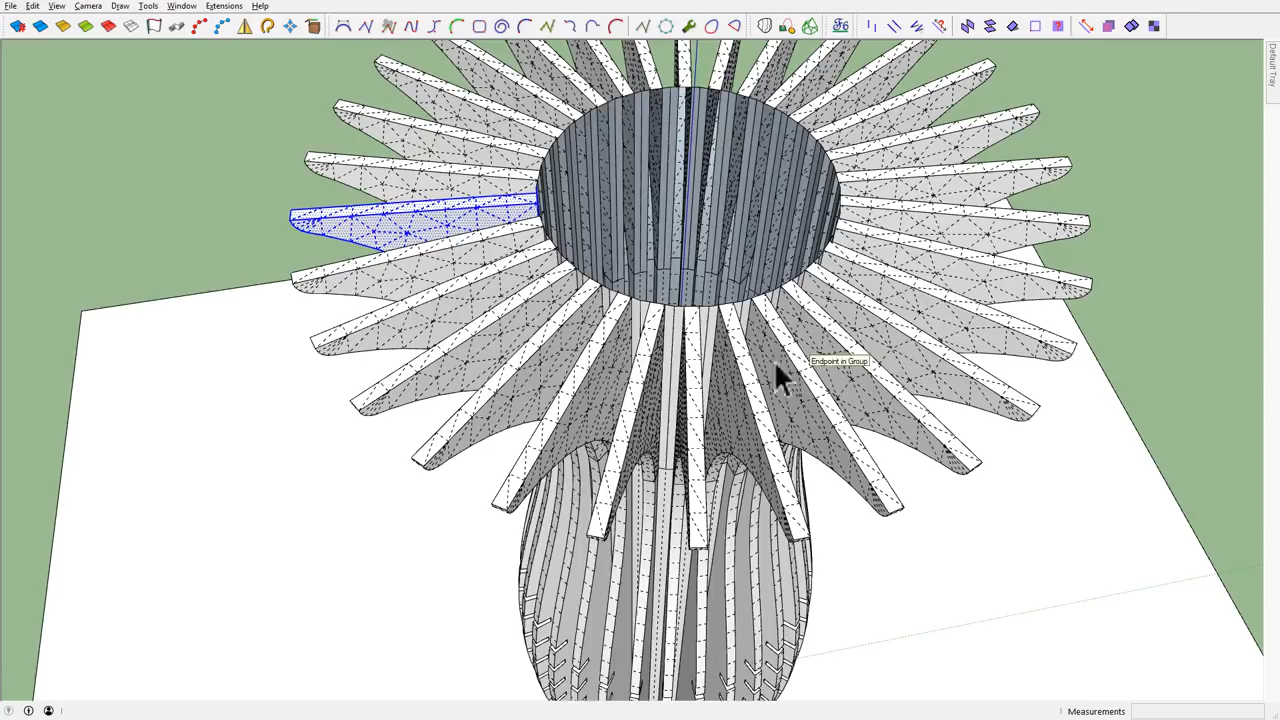 File Edit View Camera Draw Tools Window Extensions Help
Default Tray
Endpoint in Group
Measurements